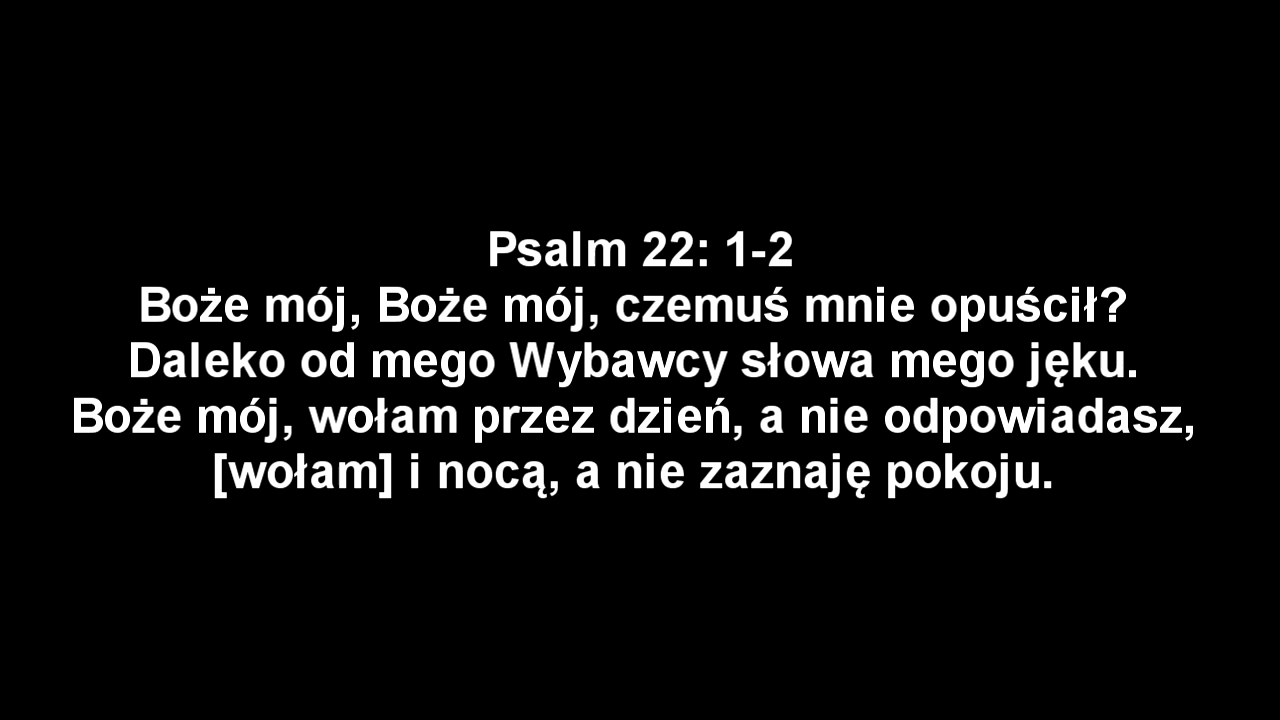 Psalm 22: 1-2
Boże mój, Boże mój, czemuś mnie opuścił?
Daleko od mego Wybawcy słowa mego jęku.
Boże mój, wołam przez dzień, a nie odpowiadasz,
[wołam] i nocą, a nie zaznaję pokoju.